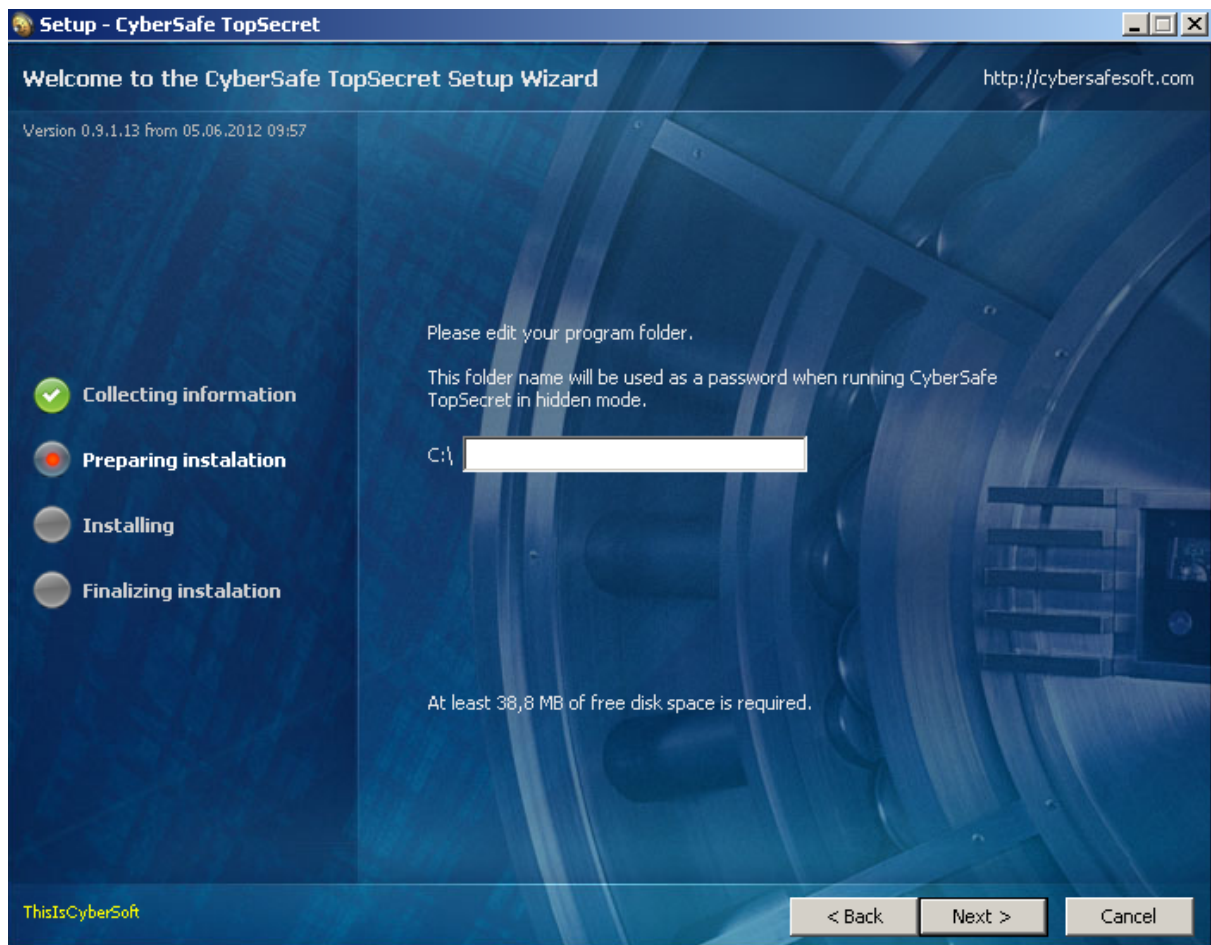 Setup - CyberSafe TopSecret
Welcome to the CyberSafe TopSecret Setup Wizard
http://cybersafesoft.com
Version 0.9.1.13 from 05.06.2012 09:57
Please edit your program folder.
This folder name will be used as a password when running CyberSafe
TopSecret in hidden mode.
C:\
Collecting information
Preparing instalation
Installing
Finalizing instalation
At least 38,8 MB of free disk space is required.
ThisIsCyberSoft
< Back
Next >
Cancel